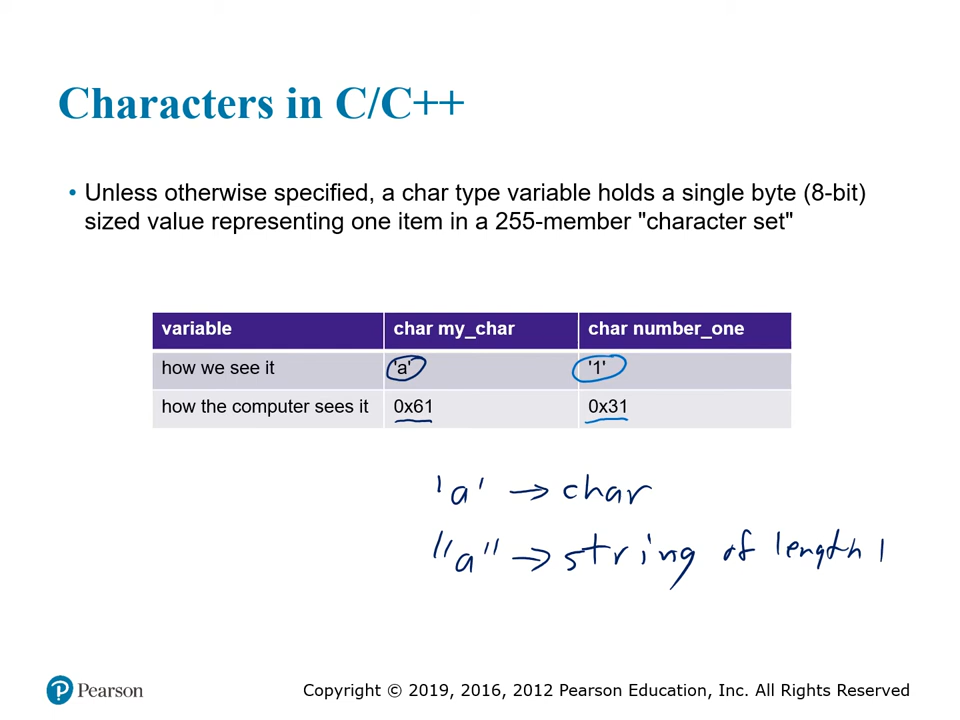 Characters in C/C++
• Unless otherwise specified, a char type variable holds a single byte (8-bit)
sized value representing one item in a 255-member "character set"
variable char my_char char number_one
how we see it 'a' '1'
how the computer sees it 0x61 0x31
'a' → char
"a" → string of length 1
Pearson
Copyright © 2019, 2016, 2012 Pearson Education, Inc. All Rights Reserved